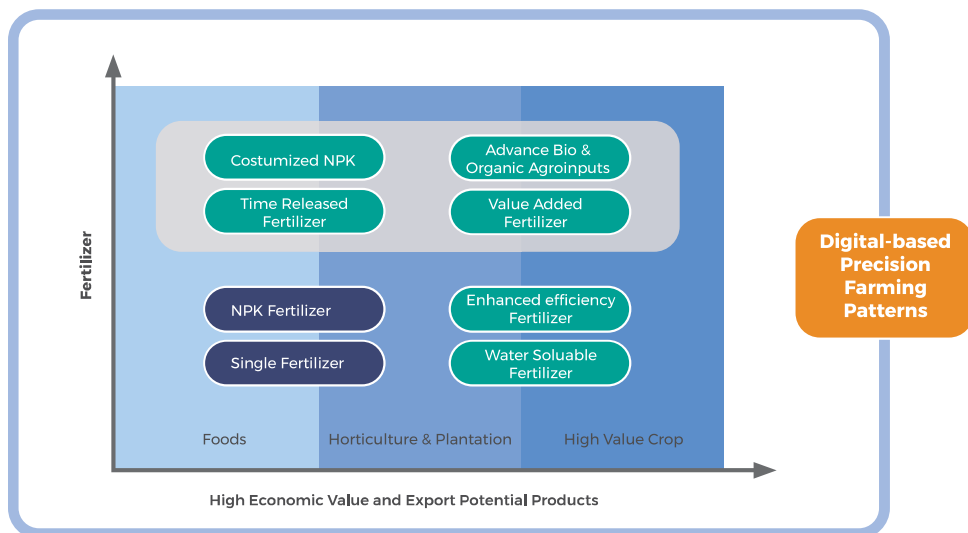 Fertilizer
Costumized NPK
Time Released
Fertilizer
Advance Bio &
Organic Agroinputs
Value Added
Fertilizer
NPK Fertilizer
Single Fertilizer
Enhanced efficiency
Fertilizer
Water Soluable
Fertilizer
Foods
Horticulture & Plantation
High Value Crop
High Economic Value and Export Potential Products
Digital-based
Precision
Farming
Patterns